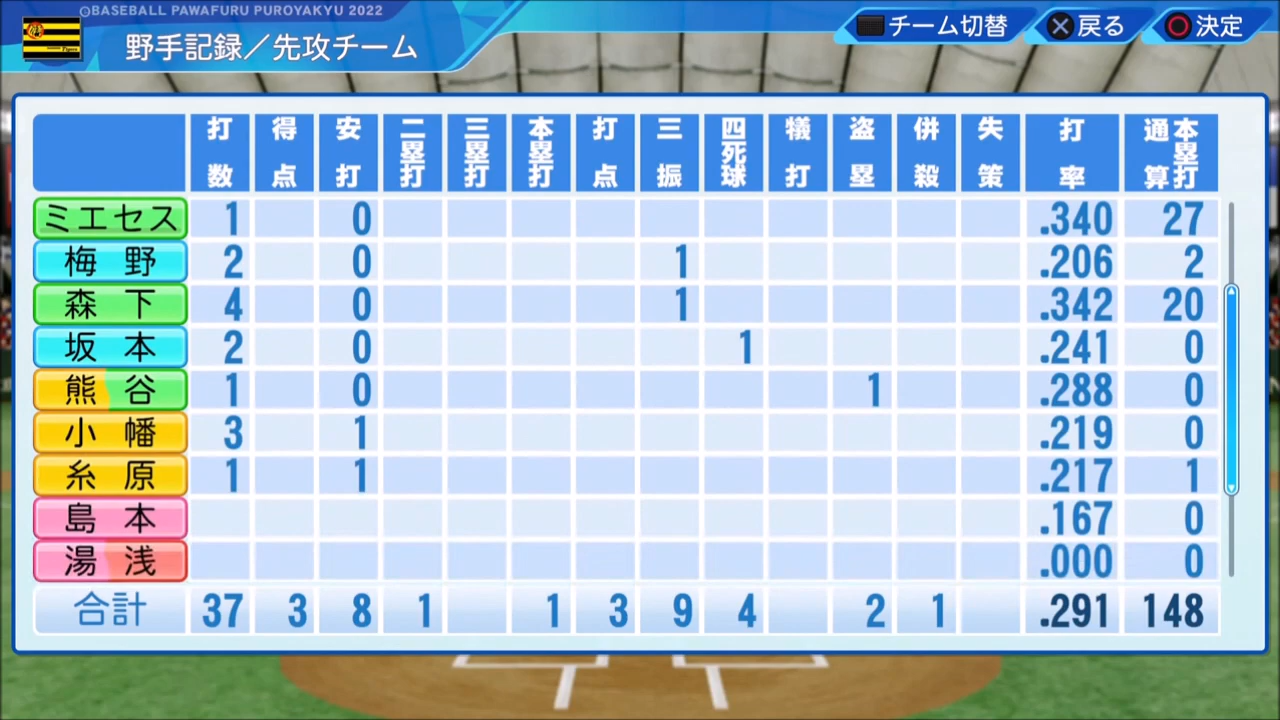 ©BASEBALL PAWAFURU PUROYAKYU 2022
野手記録／先攻チーム
チーム切替 戻る 決定
打数 得点 安打 二塁打 三塁打 本塁打 打点 三振 四死球 犠打 盗塁 併殺 失策 打率 通算本塁打
ミエセス 1 0 .340 27
梅野 2 0 1 .206 2
森下 4 0 1 .342 20
坂本 2 0 1 .241 0
熊谷 1 0 1 .288 0
小幡 3 1 .219 0
糸原 1 1 .217 1
島本 .167 0
湯浅 .000 0
合計 37 3 8 1 1 3 9 4 2 1 .291 148